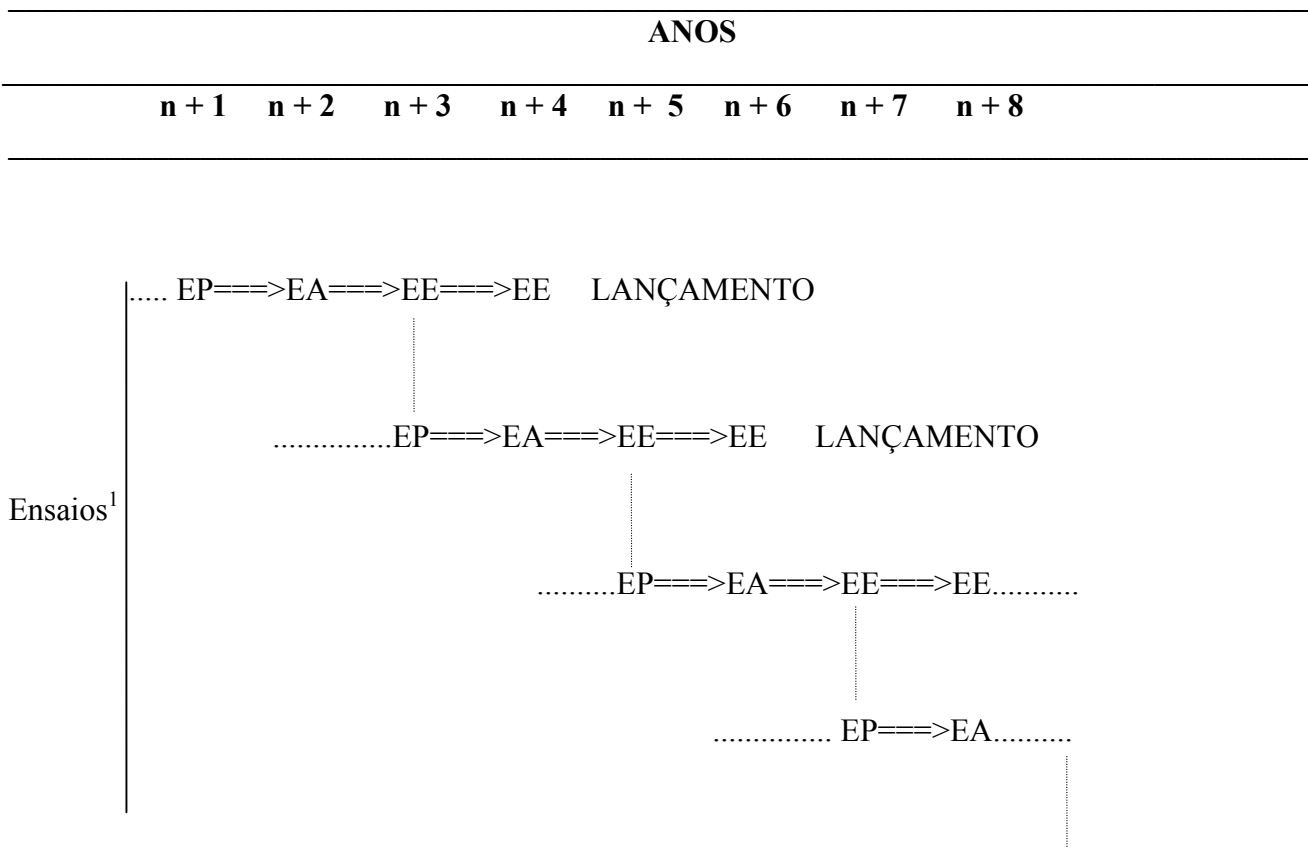 ANOS
n + 1 n + 2 n + 3 n + 4 n + 5 n + 6 n + 7 n + 8
..... EP===>EA===>EE===>EE LANÇAMENTO
...............EP===>EA===>EE===>EE LANÇAMENTO
Ensaios1
..........EP===>EA===>EE===>EE...........
............... EP===>EA..........